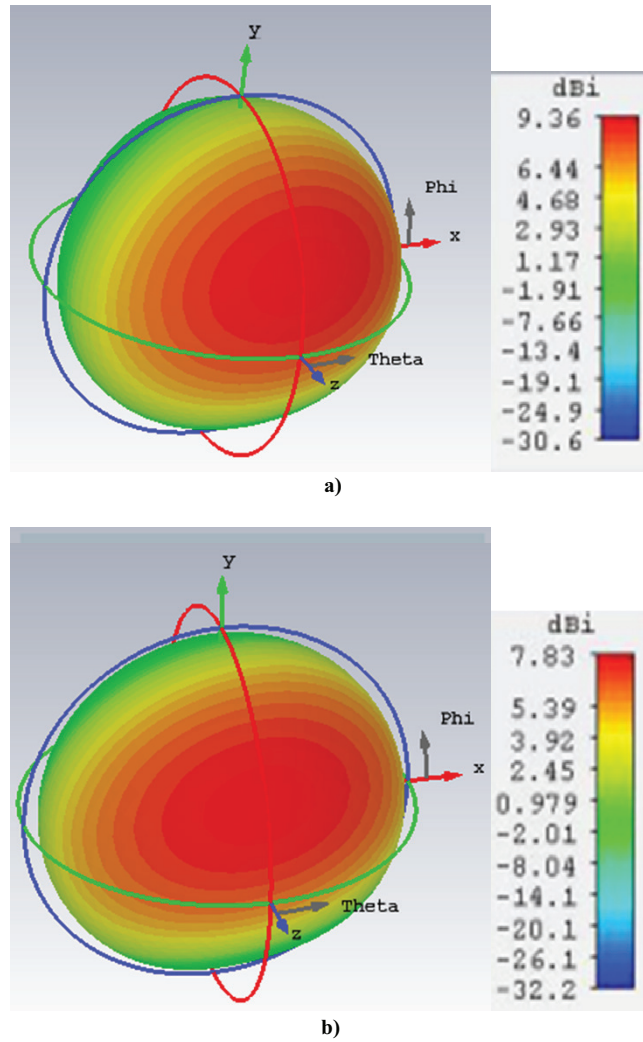 y
dBi
9.36
6.44
4.68
2.93
1.17
-1.91
-7.66
-13.4
-19.1
-24.9
-30.6
Phi
x
Theta
z
a)
y
dBi
7.83
5.39
3.92
2.45
0.979
-2.01
-8.04
-14.1
-20.1
-26.1
-32.2
Phi
x
Theta
z
b)